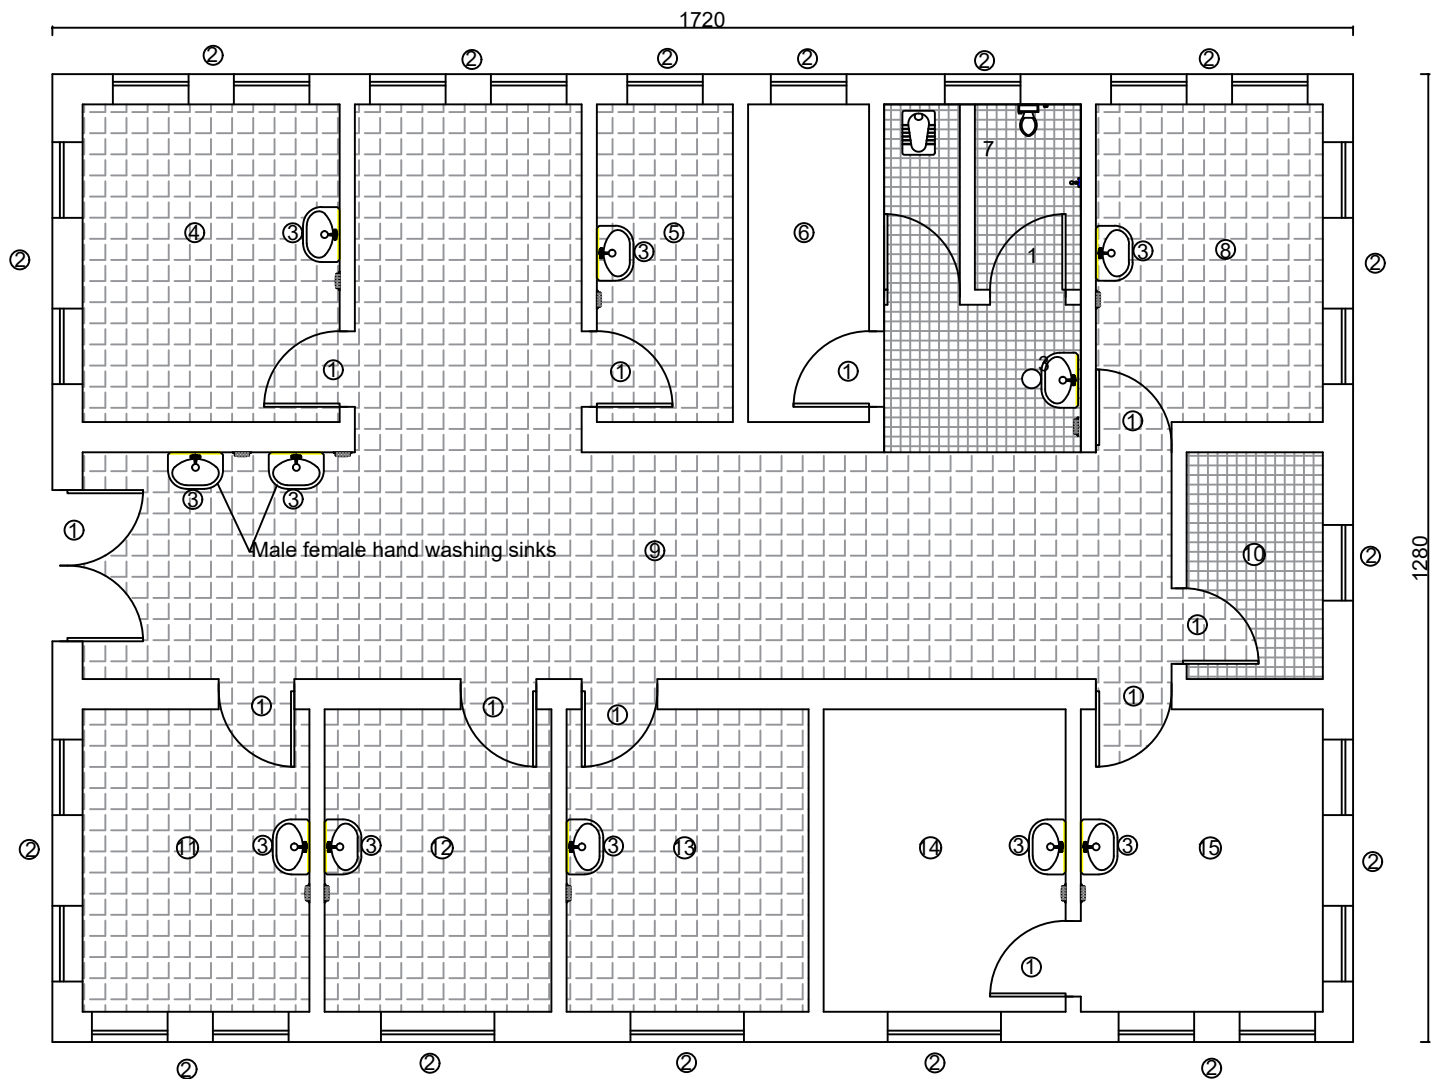 1720
② ② ② ② ② ②
7
④ ③ ③ ⑤ ⑥ 1 ③ ⑧
② ②
① ① ① 3
①
③ ③
①
Male female hand washing sinks
⑨ ⑩ ②
1280
①
① ① ① ①
⑪ ③ ③ ⑫ ③ ⑬ ⑭ ③ ③ ⑮
② ②
①
② ② ② ② ②